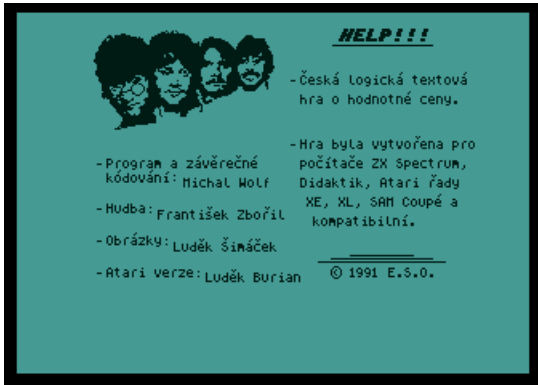 HELP!!!
-Česká logická textová
hra o hodnotné ceny.
-Hra byla vytvořena pro
počítače ZX Spectrum,
Didaktik, Atari řady
XE, XL, SAM Coupé a
kompatibilní.
© 1991 E.S.O.
-Program a závěrečné
kódování: Michal Wolf
-Hudba: František Zbořil
-Obrázky: Luděk Šimáček
-Atari verze: Luděk Burian